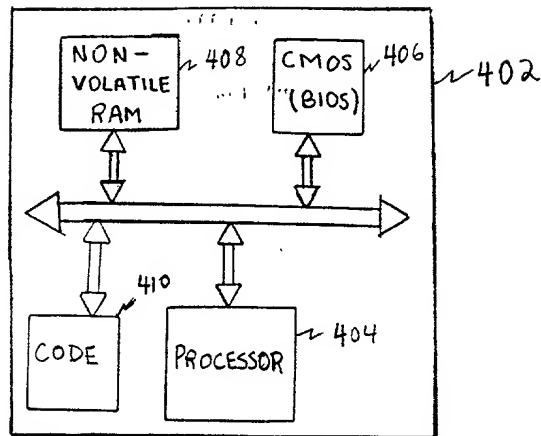 NON-
VOLATILE
RAM
408
CMOS
(BIOS)
406
402
410
CODE
PROCESSOR
404